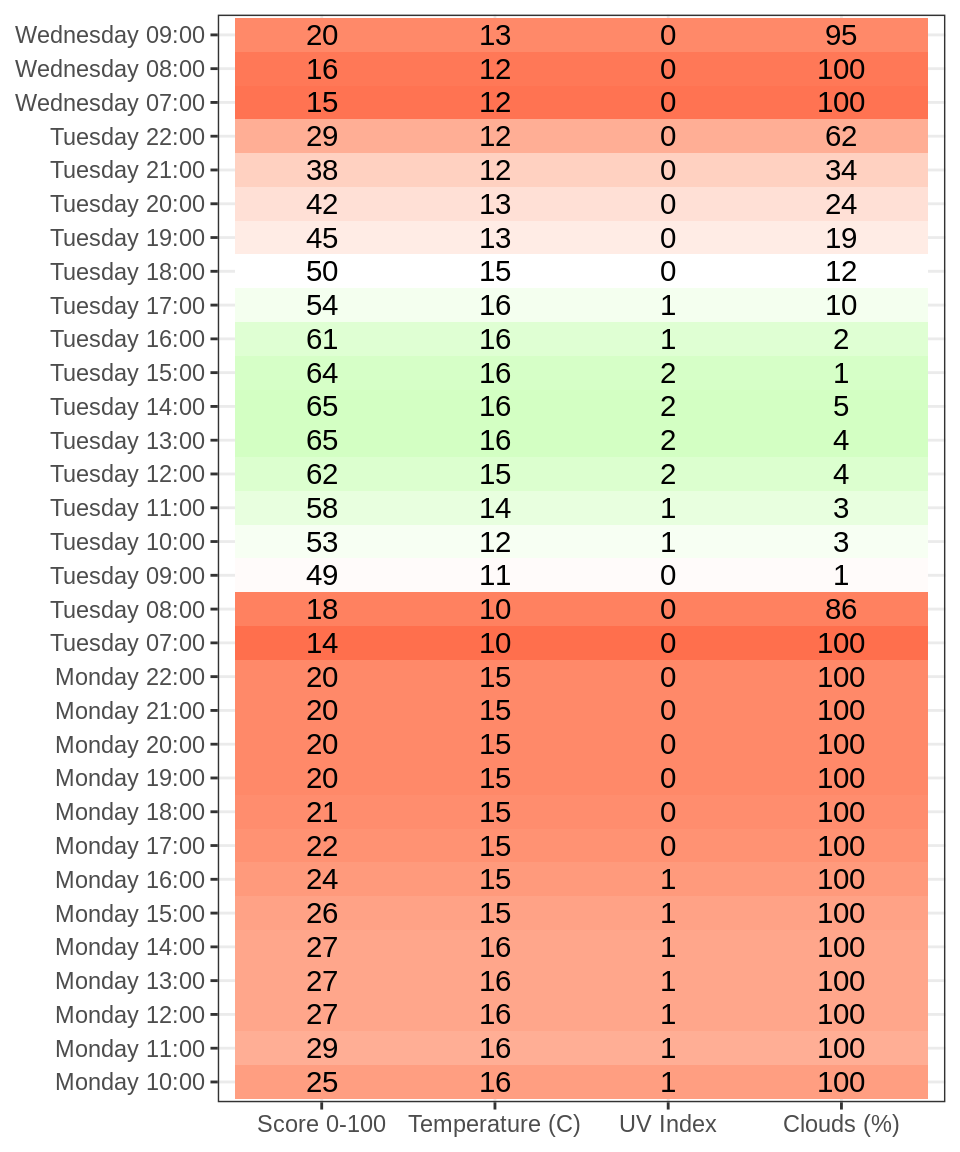 Wednesday 09:00 20 13 0 95
Wednesday 08:00 16 12 0 100
Wednesday 07:00 15 12 0 100
Tuesday 22:00 29 12 0 62
Tuesday 21:00 38 12 0 34
Tuesday 20:00 42 13 0 24
Tuesday 19:00 45 13 0 19
Tuesday 18:00 50 15 0 12
Tuesday 17:00 54 16 1 10
Tuesday 16:00 61 16 1 2
Tuesday 15:00 64 16 2 1
Tuesday 14:00 65 16 2 5
Tuesday 13:00 65 16 2 4
Tuesday 12:00 62 15 2 4
Tuesday 11:00 58 14 1 3
Tuesday 10:00 53 12 1 3
Tuesday 09:00 49 11 0 1
Tuesday 08:00 18 10 0 86
Tuesday 07:00 14 10 0 100
Monday 22:00 20 15 0 100
Monday 21:00 20 15 0 100
Monday 20:00 20 15 0 100
Monday 19:00 20 15 0 100
Monday 18:00 21 15 0 100
Monday 17:00 22 15 0 100
Monday 16:00 24 15 1 100
Monday 15:00 26 15 1 100
Monday 14:00 27 16 1 100
Monday 13:00 27 16 1 100
Monday 12:00 27 16 1 100
Monday 11:00 29 16 1 100
Monday 10:00 25 16 1 100
Score 0-100 Temperature (C) UV Index Clouds (%)